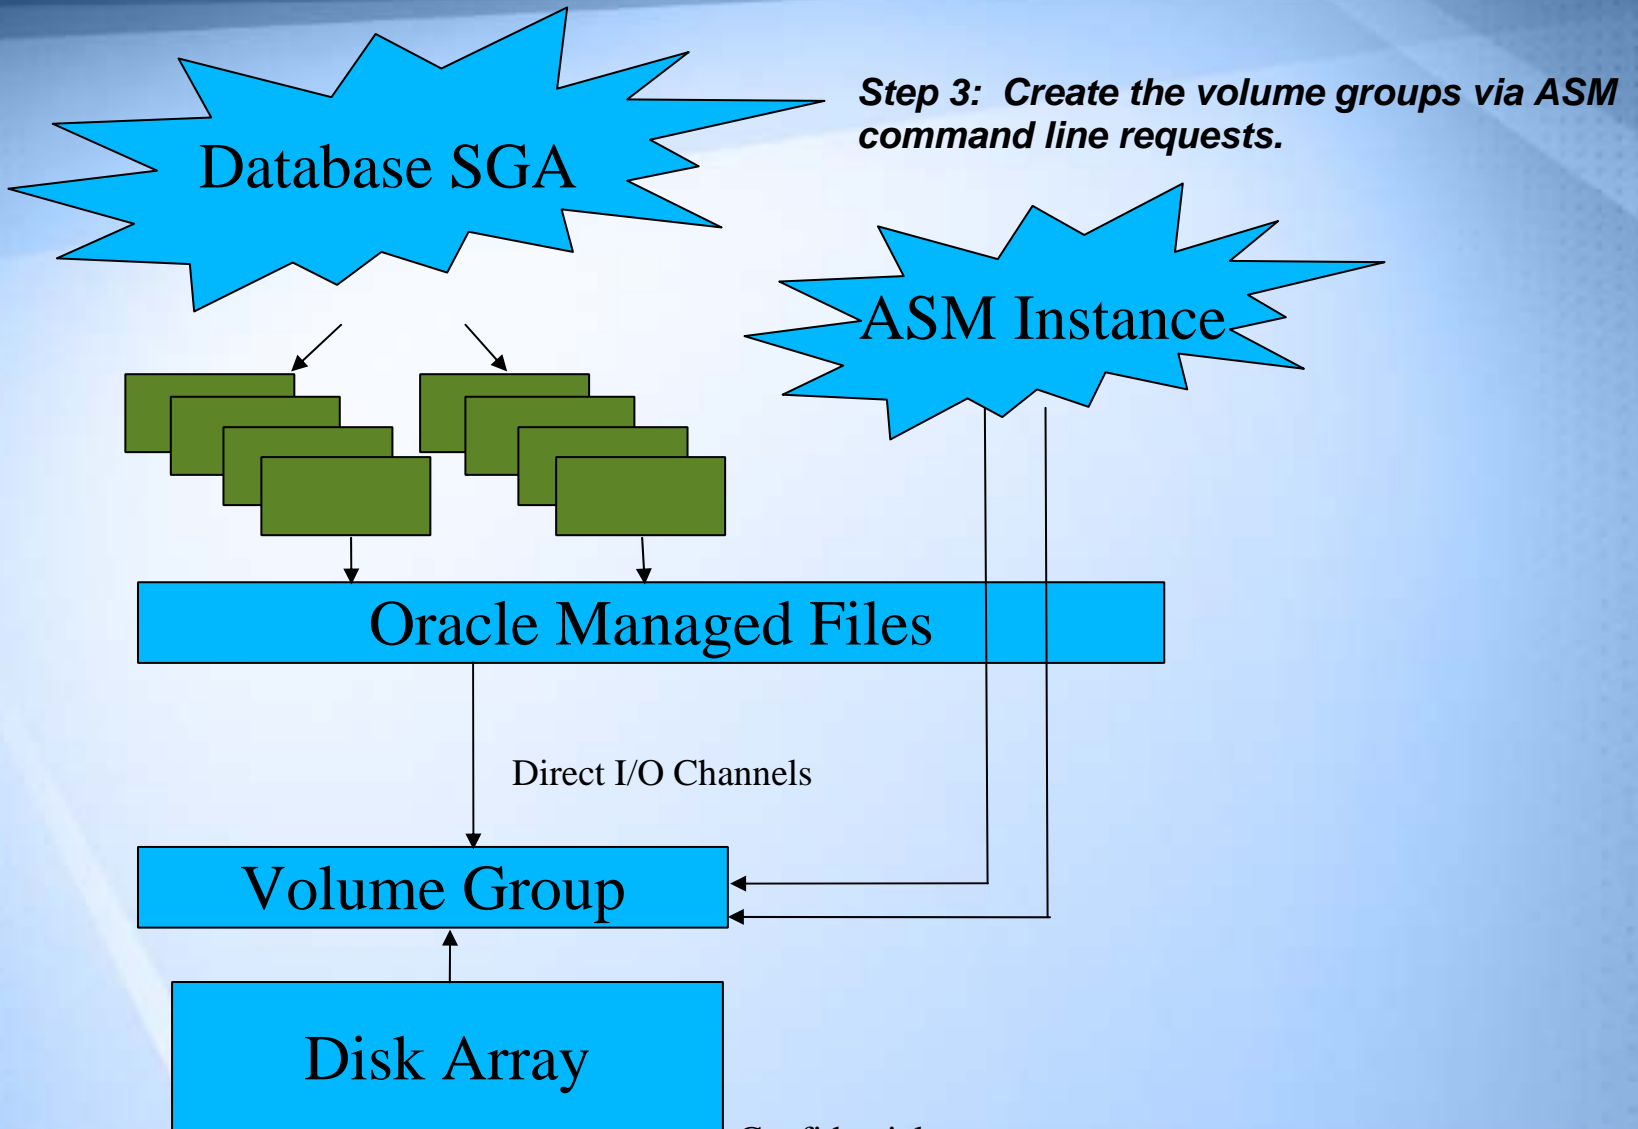 Step 3: Create the volume groups via ASM
command line requests.
Database SGA
ASM Instance
Oracle Managed Files
Direct I/O Channels
Volume Group
Disk Array